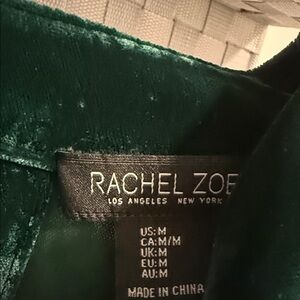 RACHEL ZOE
LOS ANGELES NEW YORK
US:M
CA:M/M
UK:M
EU:M
AU:M
MADE IN CHINA